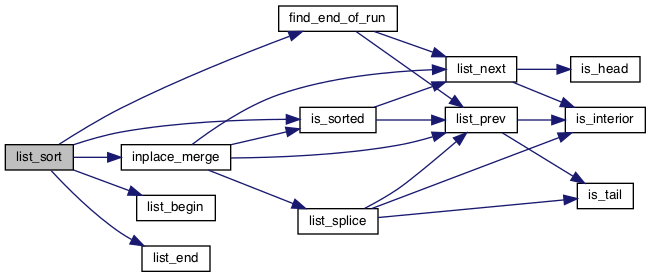 find_end_of_run
list_next
is_head
is_sorted
list_prev
is_interior
list_sort
inplace_merge
list_begin
list_splice
is_tail
list_end